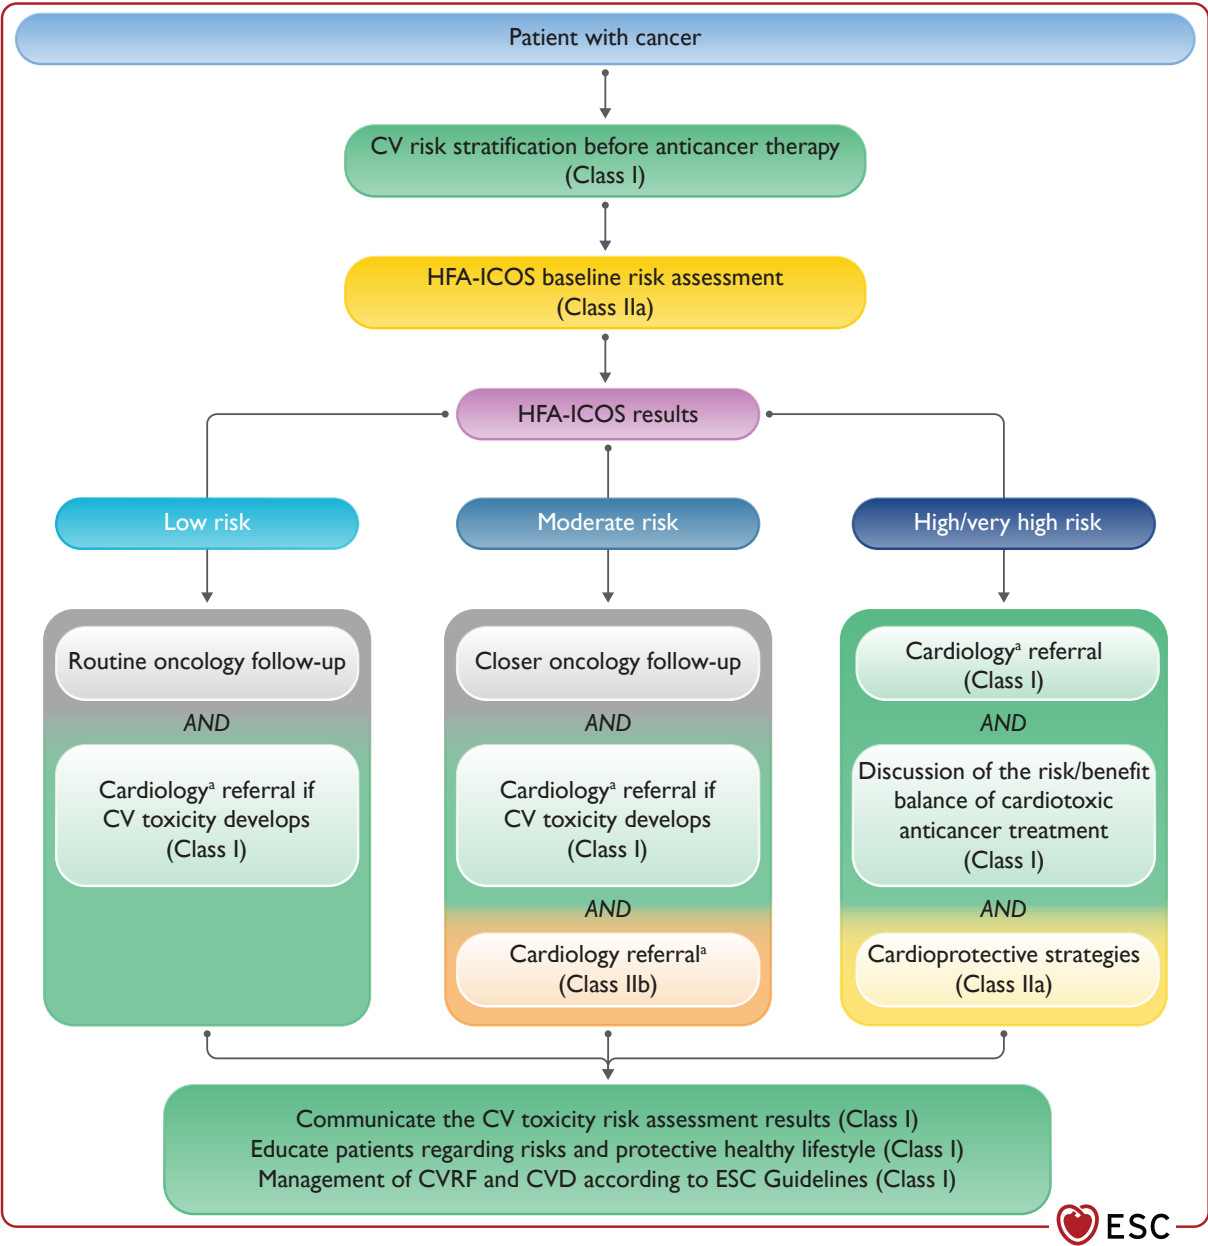 Patient with cancer
CV risk stratification before anticancer therapy
(Class I)
HFA-ICOS baseline risk assessment
(Class IIa)
HFA-ICOS results
Low risk
Moderate risk
High/very high risk
Routine oncology follow-up
AND
Cardiologyᵃ referral if
CV toxicity develops
(Class I)
Closer oncology follow-up
AND
Cardiologyᵃ referral if
CV toxicity develops
(Class I)
AND
Cardiology referralᵃ
(Class IIb)
Cardiologyᵃ referral
(Class I)
AND
Discussion of the risk/benefit
balance of cardiotoxic
anticancer treatment
(Class I)
AND
Cardioprotective strategies
(Class IIa)
Communicate the CV toxicity risk assessment results (Class I)
Educate patients regarding risks and protective healthy lifestyle (Class I)
Management of CVRF and CVD according to ESC Guidelines (Class I)
ESC